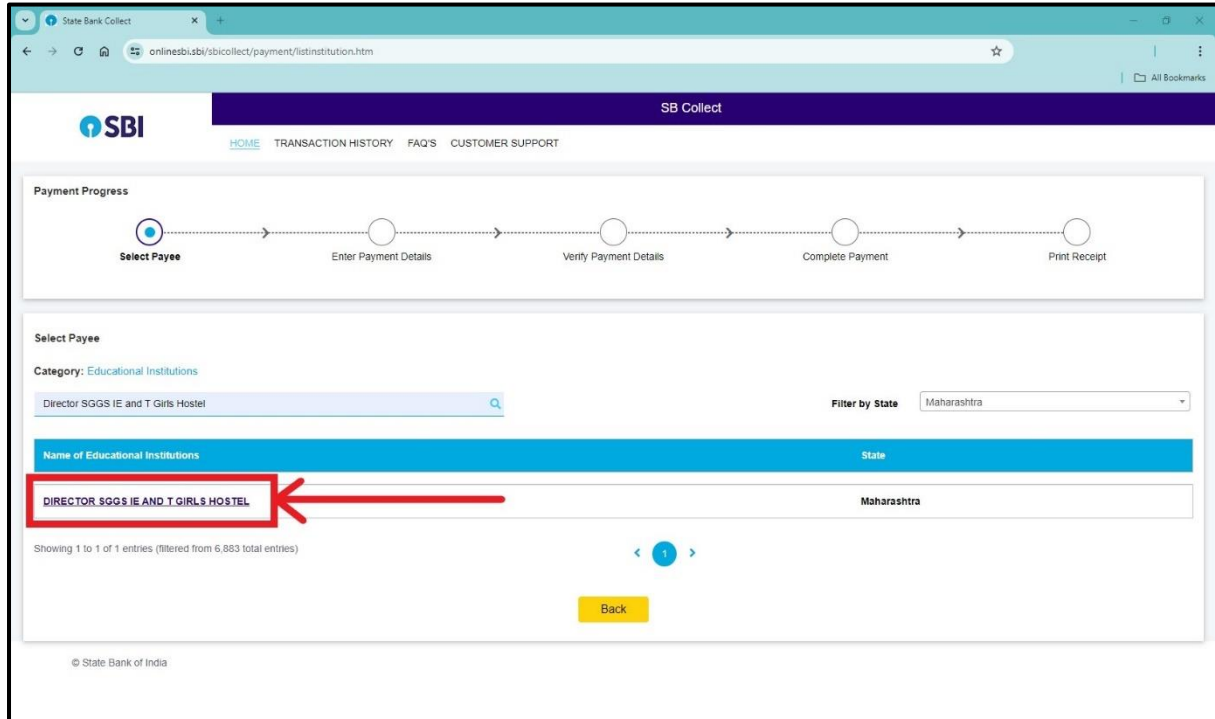 State Bank Collect
onlinesbi.sbi/sbicollect/payment/listinstitution.htm
All Bookmarks
SBI
SB Collect
HOME TRANSACTION HISTORY FAQ'S CUSTOMER SUPPORT
Payment Progress
Select Payee Enter Payment Details Verify Payment Details Complete Payment Print Receipt
Select Payee
Category: Educational Institutions
Director SGGS IE and T Girls Hostel Filter by State Maharashtra
Name of Educational Institutions State
DIRECTOR SGGS IE AND T GIRLS HOSTEL Maharashtra
Showing 1 to 1 of 1 entries (filtered from 6,883 total entries) 1
Back
© State Bank of India